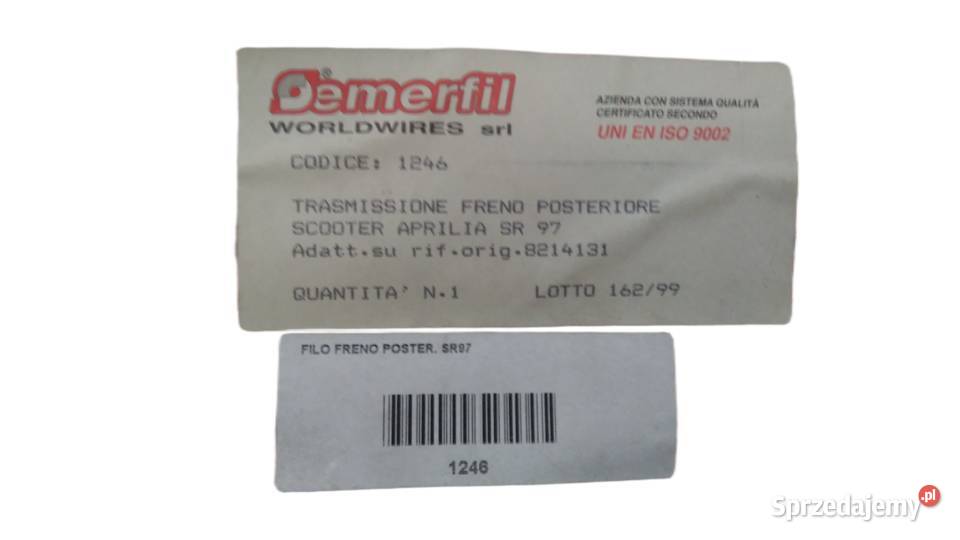 Demerfil®
WORLDWIRES srl
AZIENDA CON SISTEMA QUALITÀ
CERTIFICATO SECONDO
UNI EN ISO 9002
CODICE: 1246
TRASMISSIONE FRENO POSTERIORE
SCOOTER APRILIA SR 97
Adatt.su rif.orig.8214131
QUANTITA' N.1 LOTTO 162/99
FILO FRENO POSTER. SR97
1246
Sprzedajemy.pl